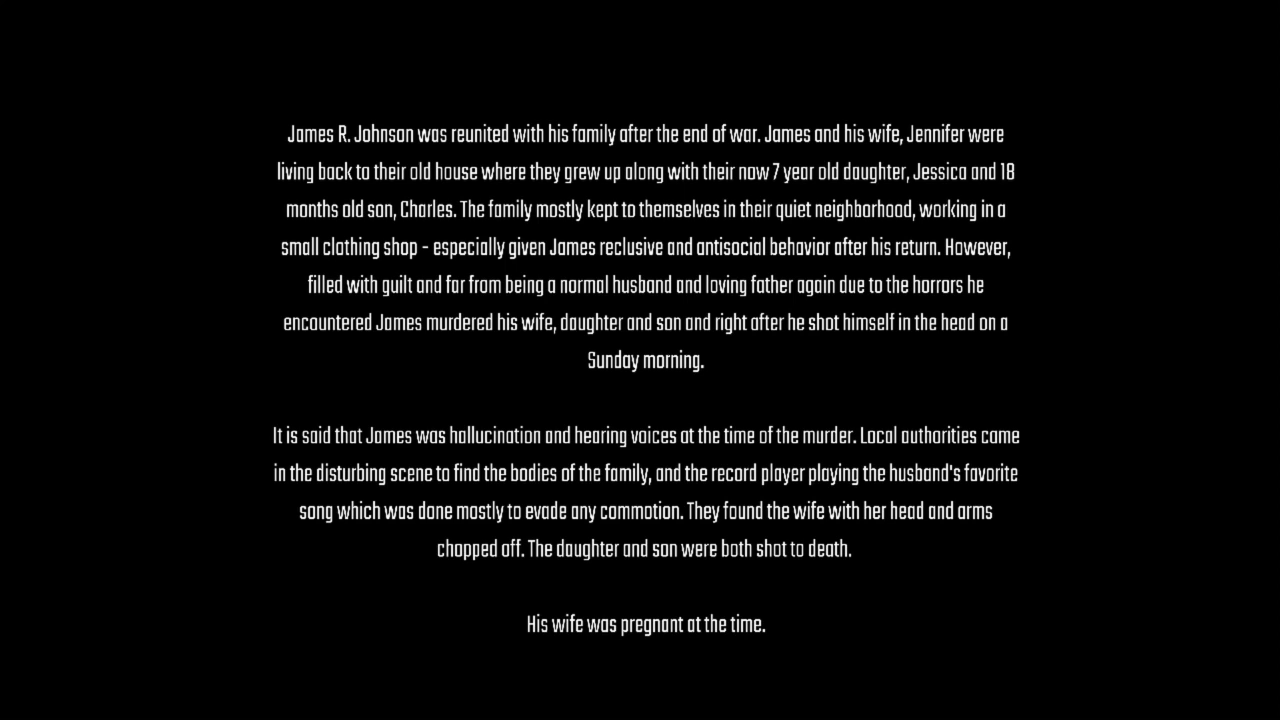 James R. Johnson was reunited with his family after the end of war. James and his wife, Jennifer were
living back to their old house where they grew up along with their now 7 year old daughter, Jessica and 18
months old son, Charles. The family mostly kept to themselves in their quiet neighborhood, working in a
small clothing shop - especially given James reclusive and antisocial behavior after his return. However,
filled with guilt and far from being a normal husband and loving father again due to the horrors he
encountered James murdered his wife, daughter and son and right after he shot himself in the head on a
Sunday morning.
It is said that James was hallucination and hearing voices at the time of the murder. Local authorities came
in the disturbing scene to find the bodies of the family, and the record player playing the husband's favorite
song which was done mostly to evade any commotion. They found the wife with her head and arms
chopped off. The daughter and son were both shot to death.
His wife was pregnant at the time.